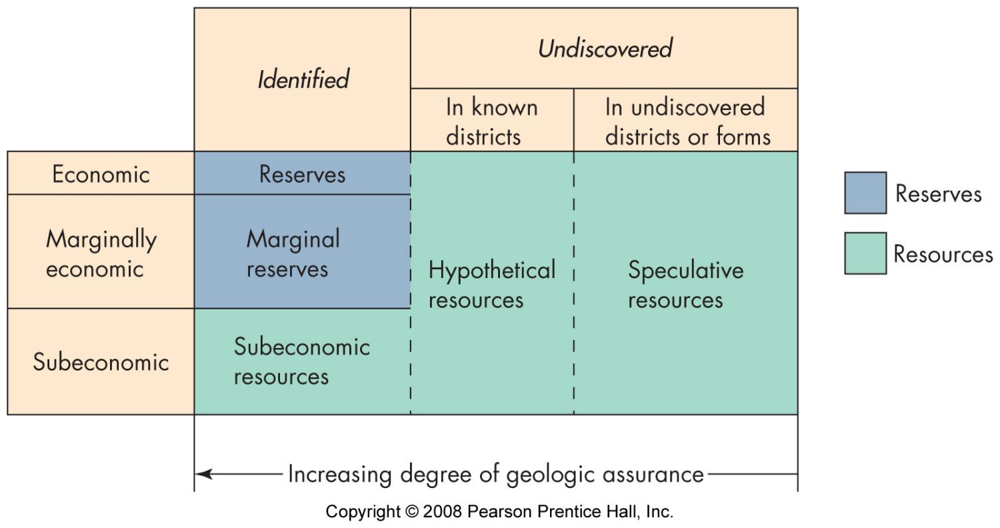 Identified
Undiscovered
In known
districts
In undiscovered
districts or forms
Economic
Reserves
Marginally
economic
Marginal
reserves
Hypothetical
resources
Speculative
resources
Subeconomic
Subeconomic
resources
Reserves
Resources
Increasing degree of geologic assurance
Copyright © 2008 Pearson Prentice Hall, Inc.